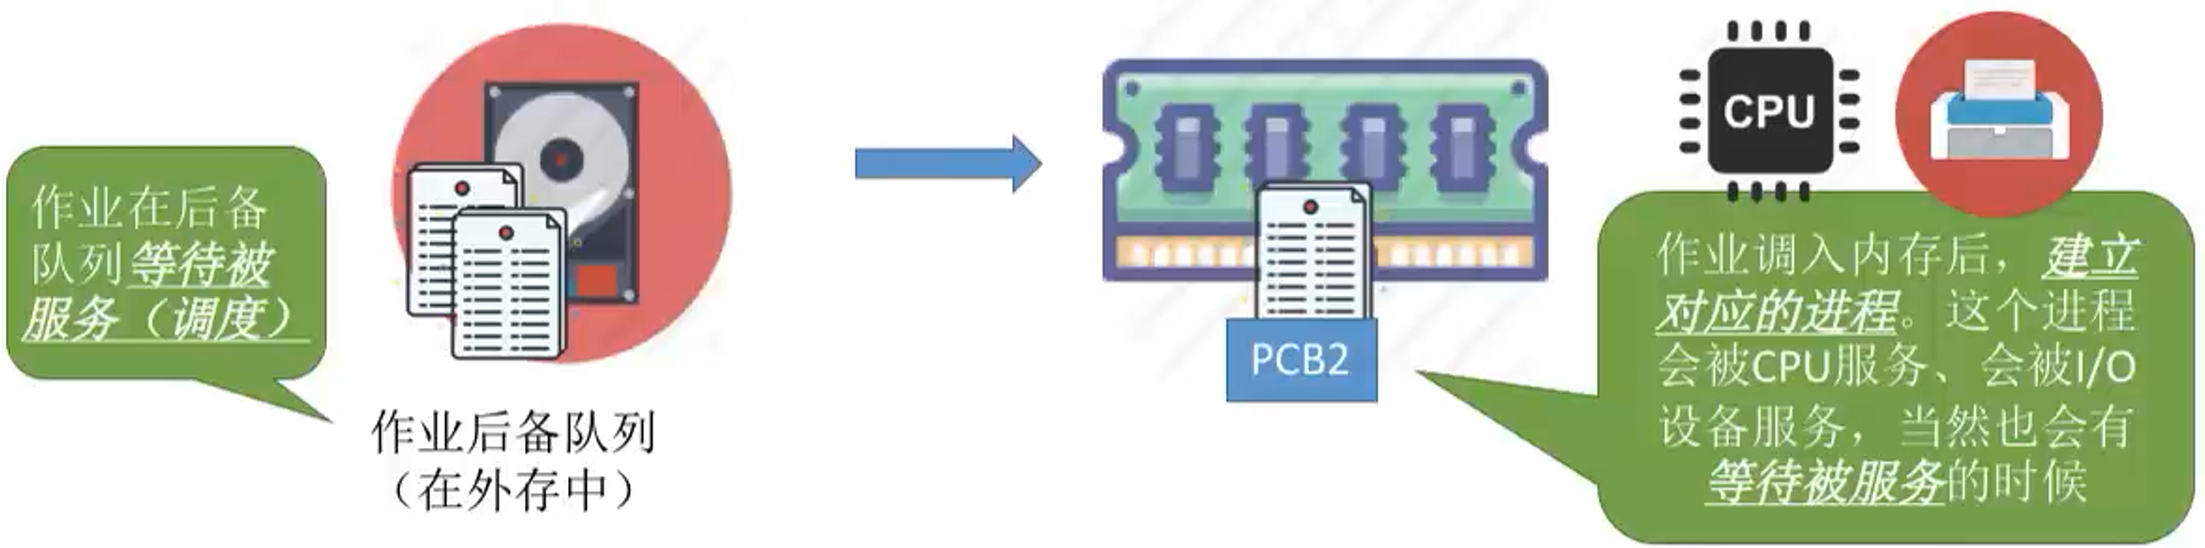 作业在后备
队列等待被
服务（调度）
作业后备队列
（在外存中）
PCB2
CPU
作业调入内存后，建立
对应的进程。这个进程
会被CPU服务、会被I/O
设备服务，当然也会有
等待被服务的时候